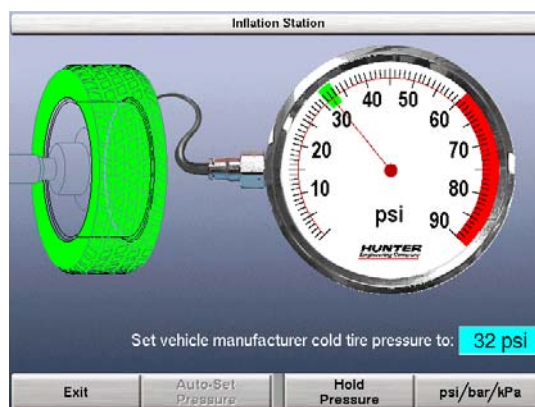 Inflation Station
10
20
30
40
50
60
70
80
90
psi
HUNTER
Engineering Company
Set vehicle manufacturer cold tire pressure to: 32 psi
Exit
Auto-Set
Pressure
Hold
Pressure
psi/bar/kPa